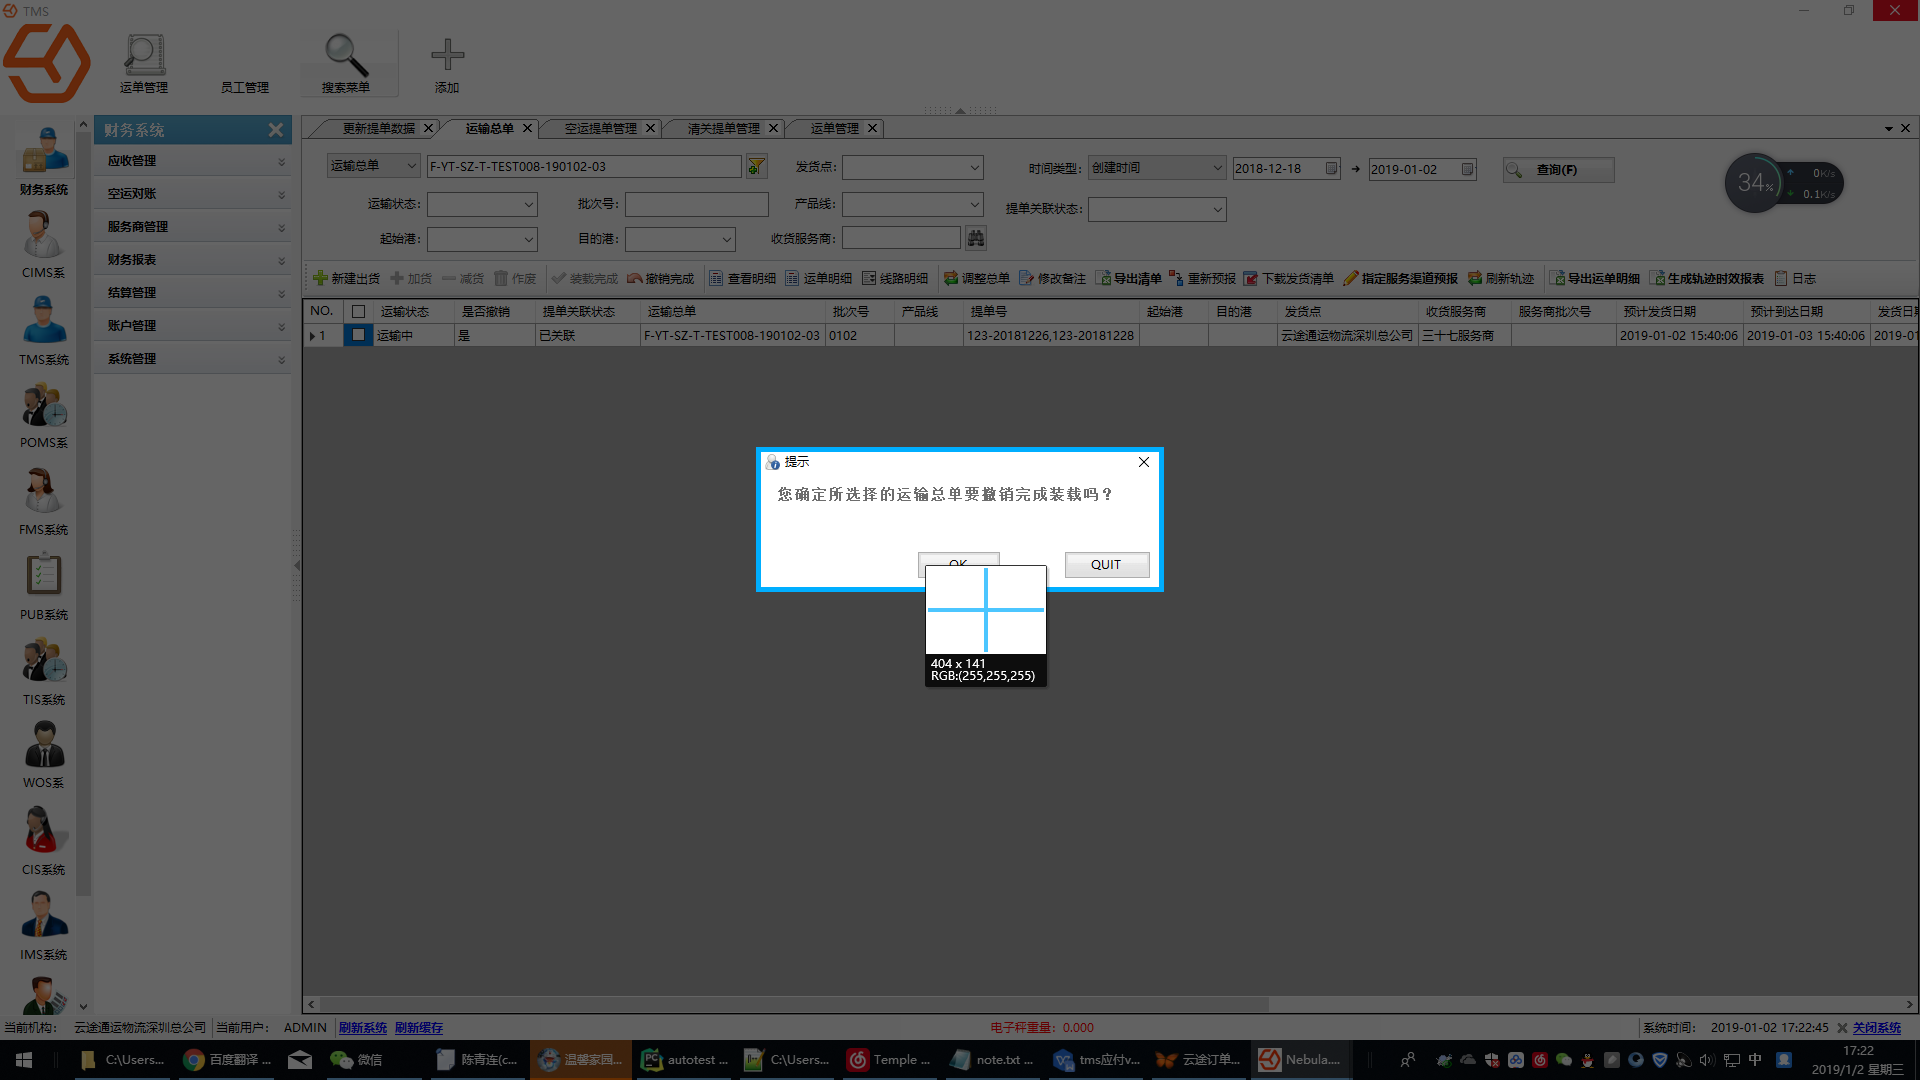 TMS
运单管理
员工管理
搜索菜单
添加
财务系统
CIMS系
TMS系统
POMS系
FMS系统
PUB系统
TIS系统
WOS系
CIS系统
IMS系统
财务系统
应收管理
空运对账
服务商管理
财务报表
结算管理
账户管理
系统管理
更新提单数据 运输总单 空运提单管理 清关提单管理 运单管理
运输总单 F-YT-SZ-T-TEST008-190102-03 发货点: 时间类型: 创建时间 2018-12-18 2019-01-02 查询(F)
运输状态: 批次号: 产品线: 提单关联状态:
起始港: 目的港: 收货服务商:
34% 0K/s
0.1K/s
新建出货 加货 减货 作废 装载完成 撤销完成 查看明细 运单明细 线路明细 调整总单 修改备注 导出清单 重新预报 下载发货清单 指定服务渠道预报 刷新轨迹 导出运单明细 生成轨迹时效报表 日志
NO. 运输状态 是否撤销 提单关联状态 运输总单 批次号 产品线 提单号 起始港 目的港 发货点 收货服务商 服务商批次号 预计发货日期 预计到达日期 发货日
1 运输中 是 已关联 F-YT-SZ-T-TEST008-190102-03 0102 123-20181226,123-20181228 云途通运物流深圳总公司 三十七服务商 2019-01-02 15:40:06 2019-01-03 15:40:06 2019-01
提示
您确定所选择的运输总单要撤销完成装载吗?
OK QUIT
404 x 141
RGB:(255,255,255)
当前机构: 云途通运物流深圳总公司 当前用户: ADMIN 刷新系统 刷新缓存 电子秤重量: 0.000 系统时间: 2019-01-02 17:22:45 关闭系统
C:\Users... 百度翻译 ... 微信 陈青连(c... 温馨家园... autotest ... C:\Users... Temple ... note.txt ... tms应付v... 云途订单... Nebula.... 中 17:22
2019/1/2 星期三